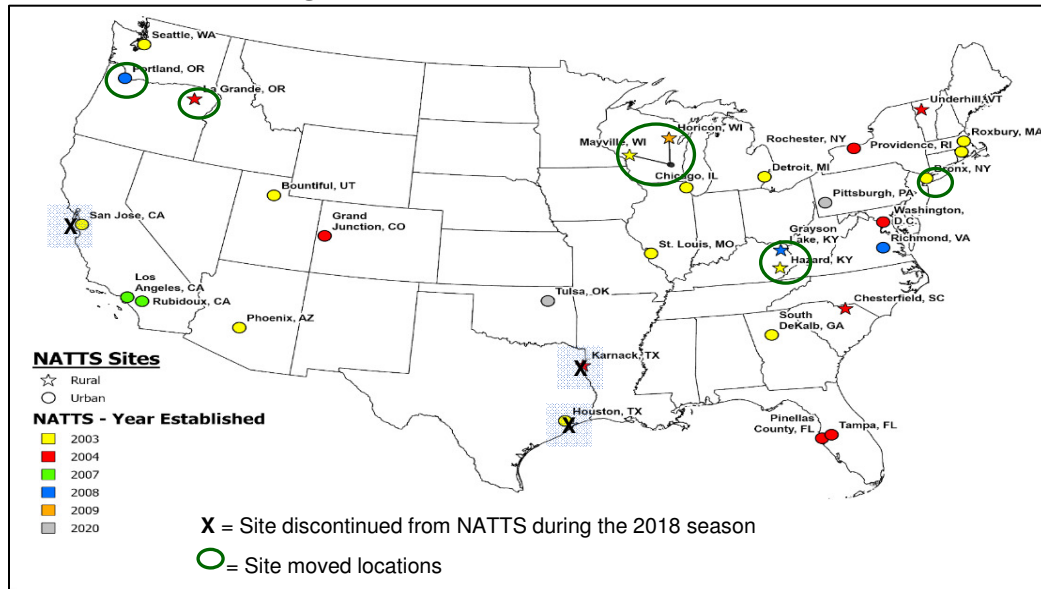 Seattle, WA
Portland, OR
La Grande, OR
Underhill, VT
Horicon, WI
Mayville, WI
Rochester, NY
Roxbury, MA
Providence, RI
Detroit, MI
Chicago, IL
Bronx, NY
Bountiful, UT
Pittsburgh, PA
San Jose, CA
X
Grand
Junction, CO
Washington,
D.C.
Grayson
Lake, KY
Richmond, VA
St. Louis, MO
Hazard, KY
Los
Angeles, CA
Rubidoux, CA
Tulsa, OK
Chesterfield, SC
Phoenix, AZ
South
DeKalb, GA
NATTS Sites
Rural
Urban
Karnack, TX
X
NATTS - Year Established
2003
2004
2007
2008
2009
2020
Houston, TX
X
Pinellas
County, FL
Tampa, FL
X = Site discontinued from NATTS during the 2018 season
= Site moved locations